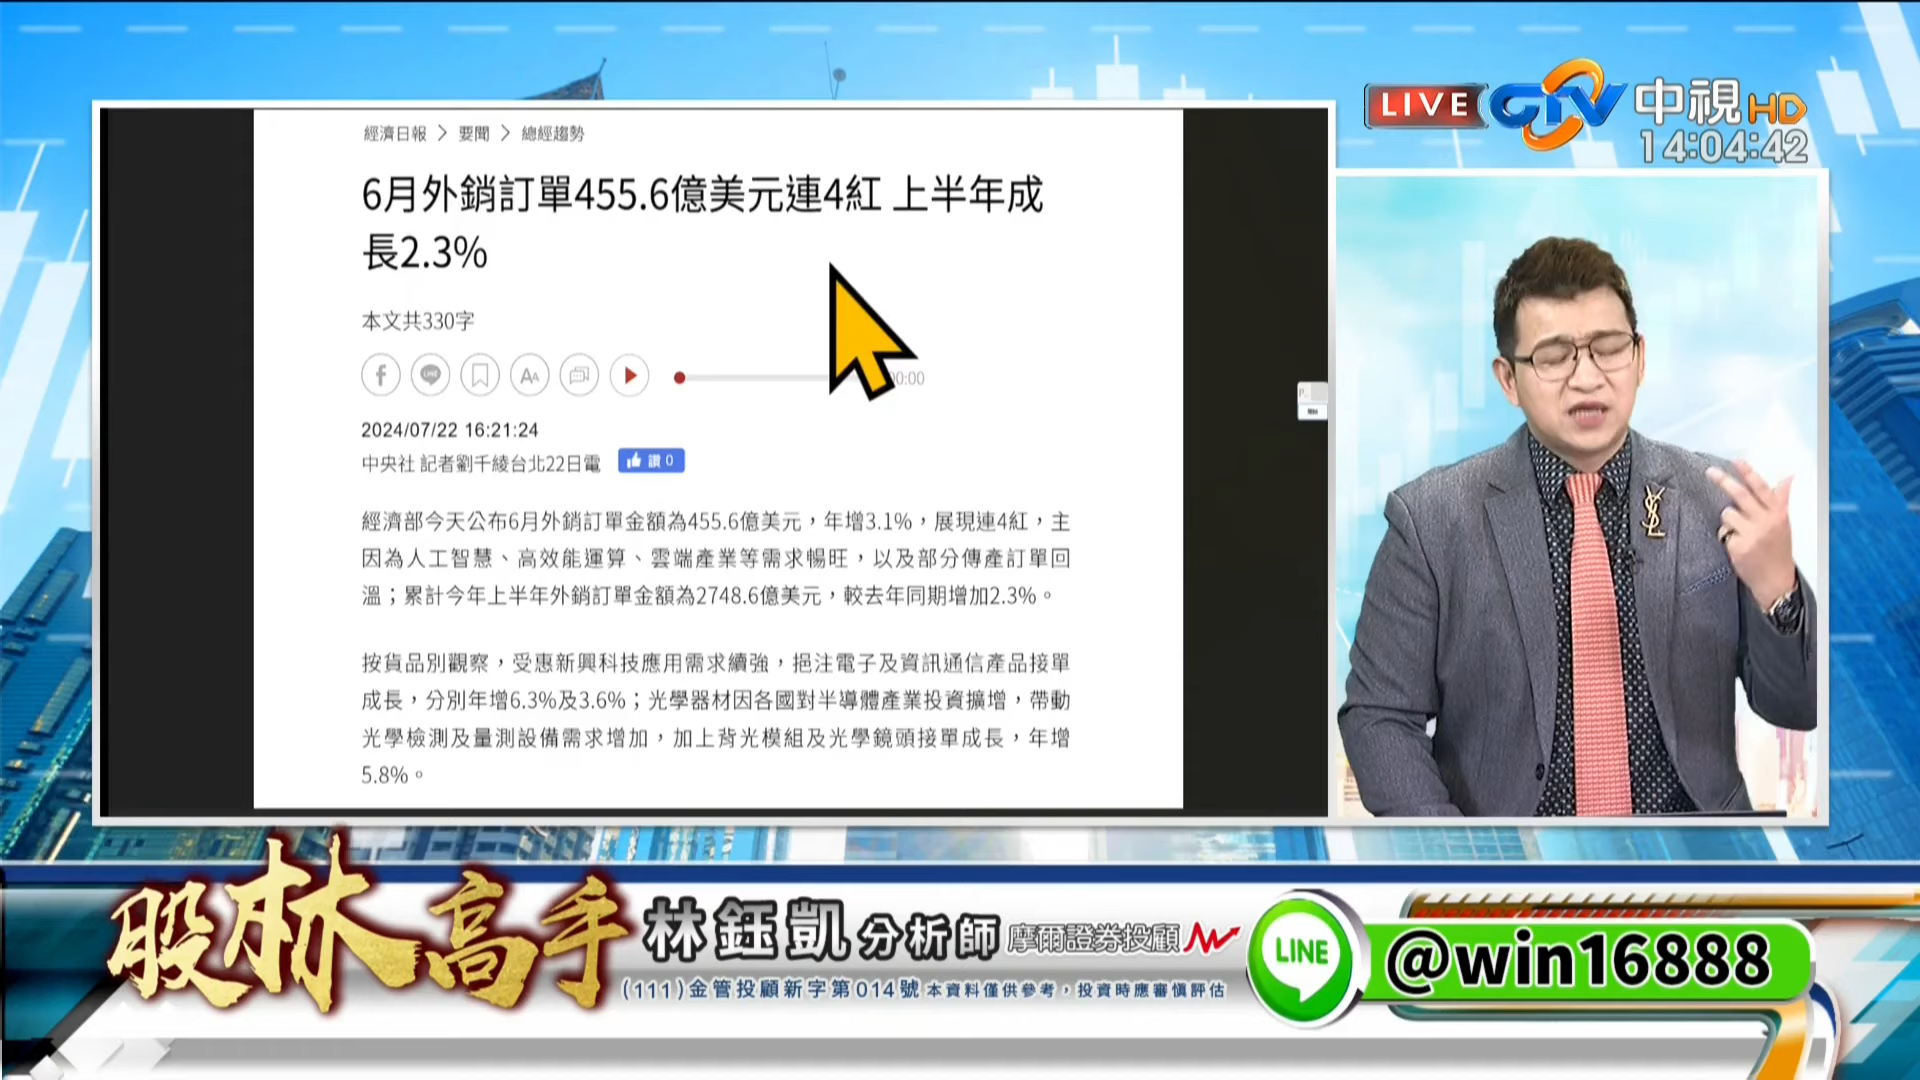 LIVE CTV 中視 HD
14:04:42
經濟日報 > 要聞 > 總經趨勢
6月外銷訂單455.6億美元連4紅 上半年成
長2.3%
本文共330字
00:00
2024/07/22 16:21:24
中央社 記者劉千綾台北22日電 讚 0
經濟部今天公布6月外銷訂單金額為455.6億美元，年增3.1%，展現連4紅，主
因為人工智慧、高效能運算、雲端產業等需求暢旺，以及部分傳產訂單回
溫；累計今年上半年外銷訂單金額為2748.6億美元，較去年同期增加2.3%。
按貨品別觀察，受惠新興科技應用需求續強，挹注電子及資訊通信產品接單
成長，分別年增6.3%及3.6%；光學器材因各國對半導體產業投資擴增，帶動
光學檢測及量測設備需求增加，加上背光模組及光學鏡頭接單成長，年增
5.8%。
股林高手
林鈺凱 分析師 摩爾證券投顧
(111)金管投顧新字第014號 本資料僅供參考，投資時應審慎評估
LINE @win16888